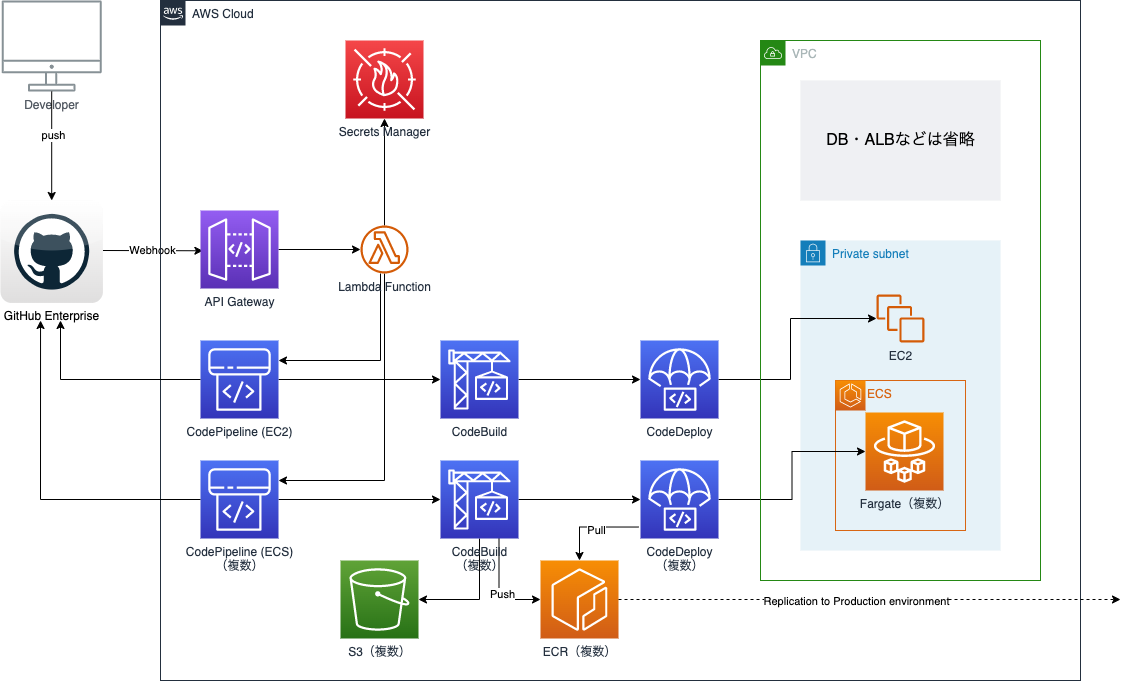 aws
AWS Cloud
VPC
Developer
DB・ALBなどは省略
push
Secrets Manager
Private subnet
Webhook
</>
API Gateway
Lambda Function
GitHub Enterprise
EC2
</>
</>
</>
CodePipeline (EC2)
CodeBuild
CodeDeploy
ECS
</>
</>
</>
Fargate（複数）
CodePipeline (ECS)
（複数）
CodeBuild
（複数）
CodeDeploy
（複数）
Pull
Push
Replication to Production environment
S3（複数）
ECR（複数）